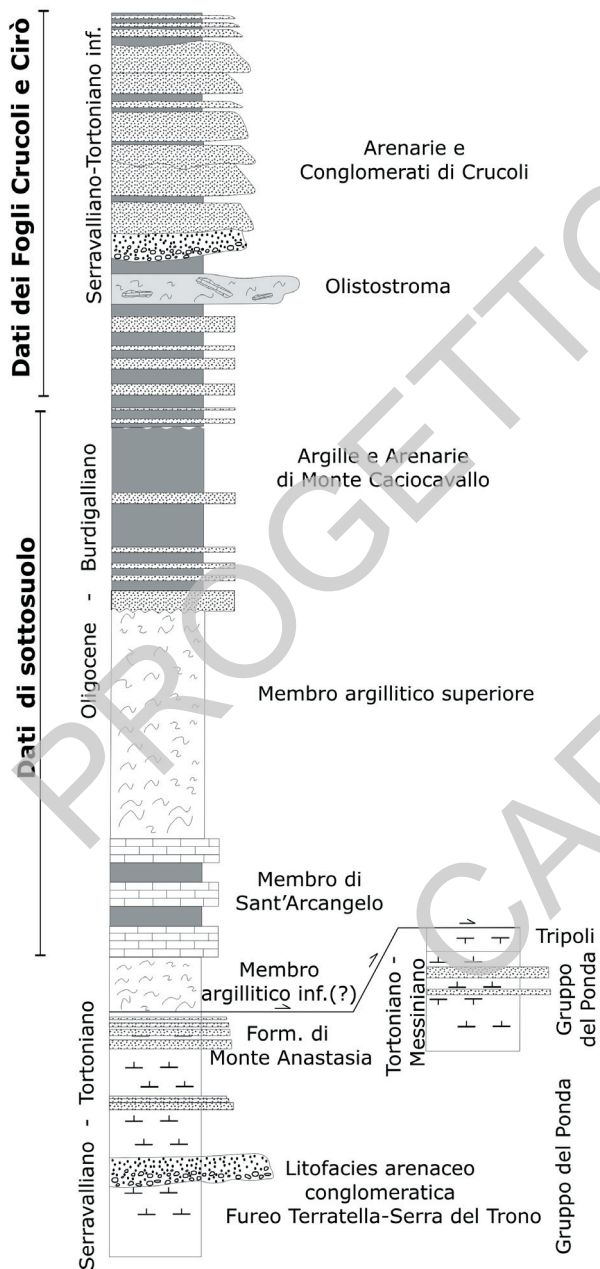 Dati dei Fogli Crucoli e Cirò
Serravalliano-Tortoniano inf.
Arenarie e
Conglomerati di Crucoli
Olistostroma
Dati di sottosuolo
Oligocene - Burdigalliano
Argille e Arenarie
di Monte Caciocavallo
Membro argillitico superiore
Membro di
Sant'Arcangelo
Membro
argillitico inf.(?)
Tortoniano -
Messiniano
Tripoli
Gruppo
del Ponda
Serravalliano - Tortoniano
Form. di
Monte Anastasia
Litofacies arenaceo
conglomeratica
Fureo Terratella-Serra del Trono
Gruppo del Ponda
PROGETTO
CAR